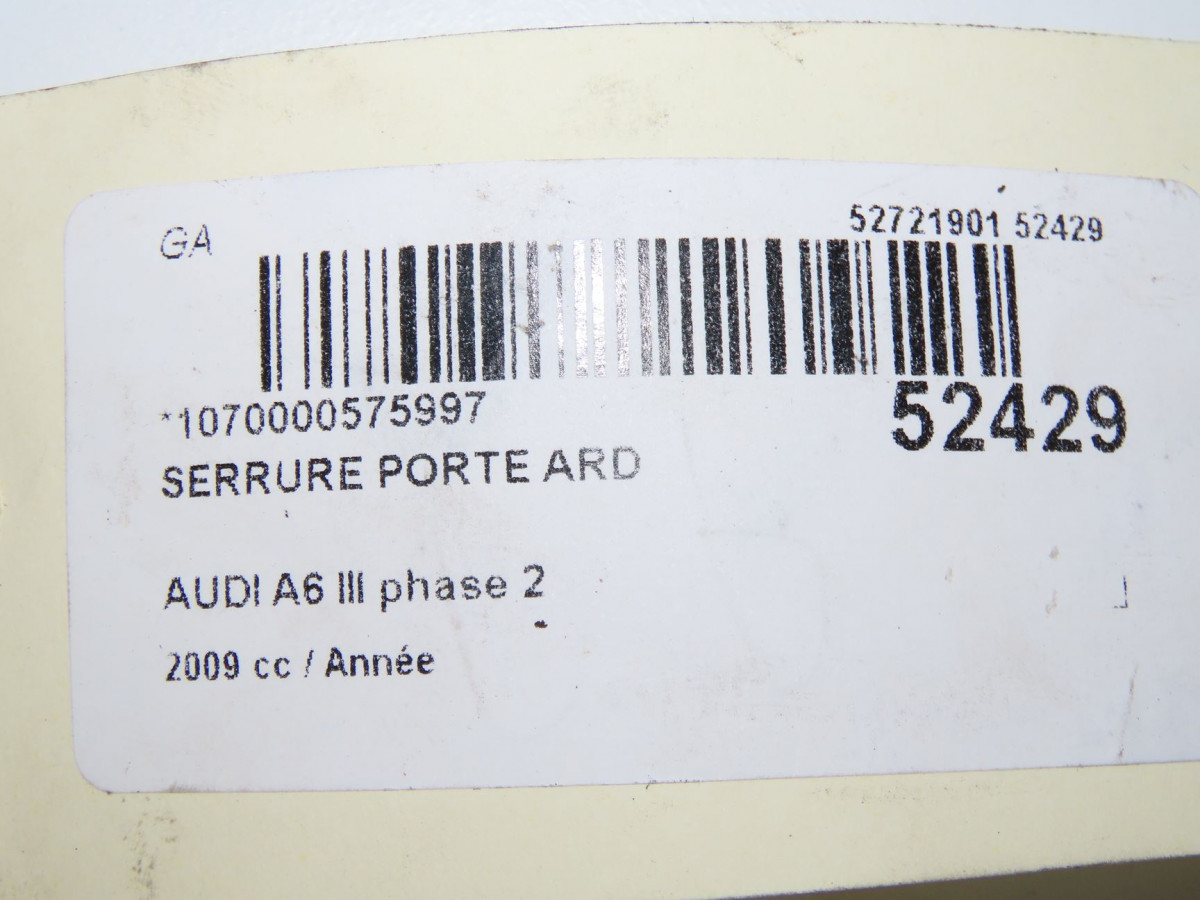 GA
52721901 52429
*1070000575997
52429
SERRURE PORTE ARD
AUDI A6 III phase 2
2009 cc / Année